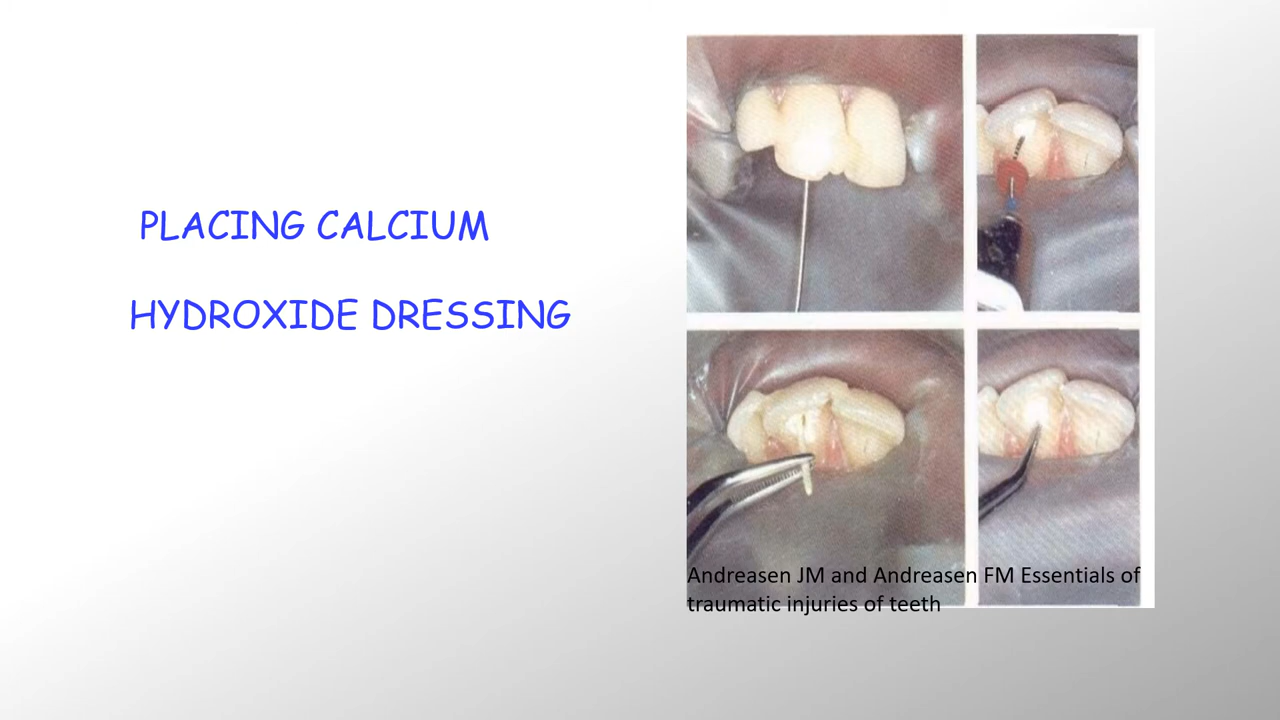 PLACING CALCIUM
HYDROXIDE DRESSING
Andreasen JM and Andreasen FM Essentials of
traumatic injuries of teeth